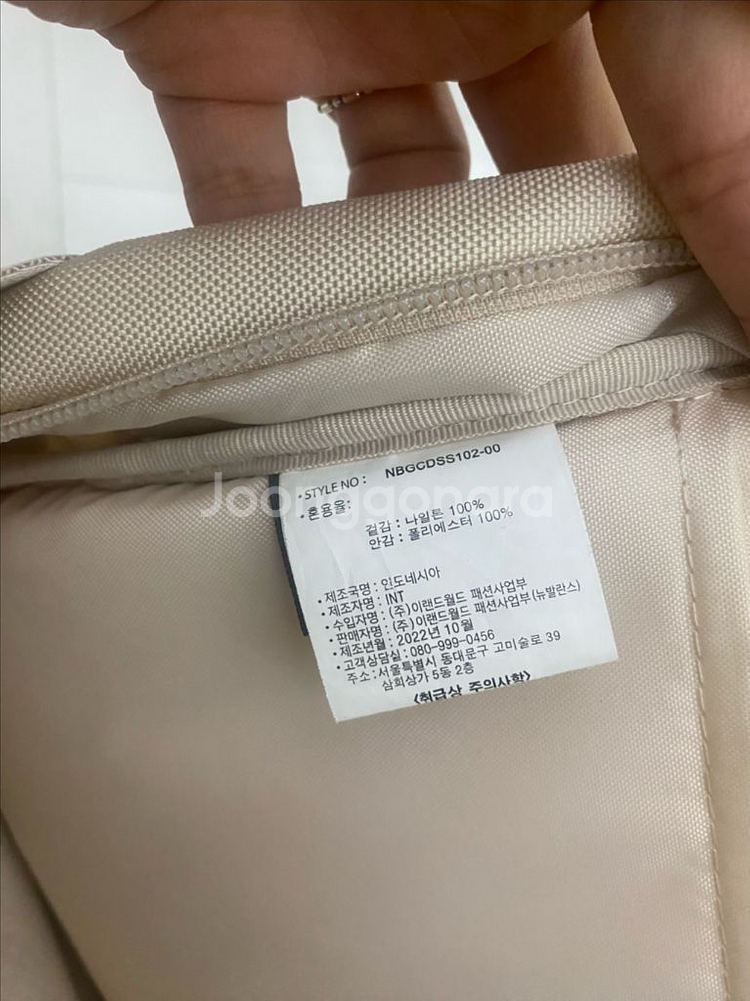 • STYLE NO : NBGCDSS102-00
• 혼용율:
겉감 : 나일론 100%
안감 : 폴리에스터 100%
• 제조국명 : 인도네시아
• 제조자명 : INT
• 수입자명 : (주)이랜드월드 패션사업부
• 판매자명 : (주)이랜드월드 패션사업부(뉴발란스)
• 제조년월 : 2022년 10월
• 고객상담실 : 080-999-0456
주소 : 서울특별시 동대문구 고미술로 39
삼희상가 5동 2층
<취급상 주의사항>
Joonggonara